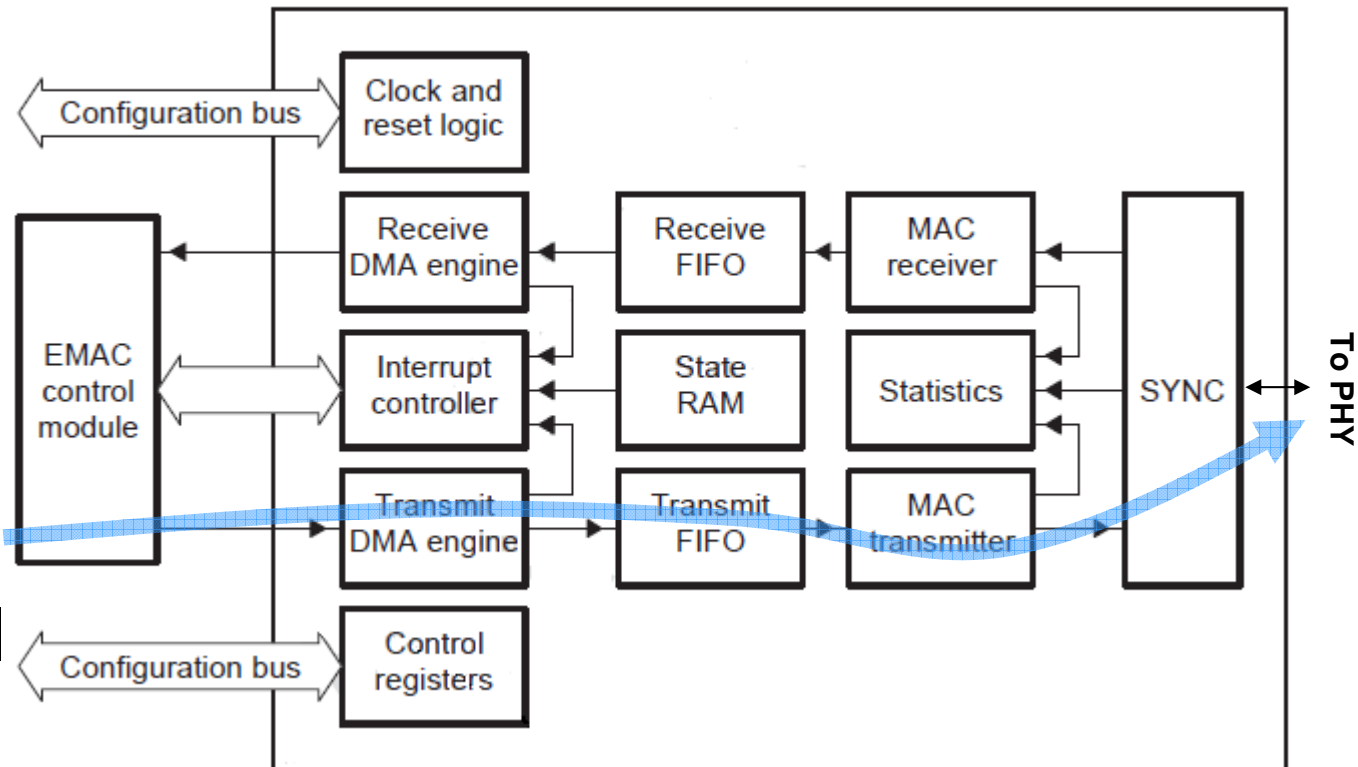 Configuration bus
Clock and
reset logic
Receive
DMA engine
Receive
FIFO
MAC
receiver
EMAC
control
module
Interrupt
controller
State
RAM
Statistics
SYNC
To PHY
Transmit
DMA engine
Transmit
FIFO
MAC
transmitter
Configuration bus
Control
registers